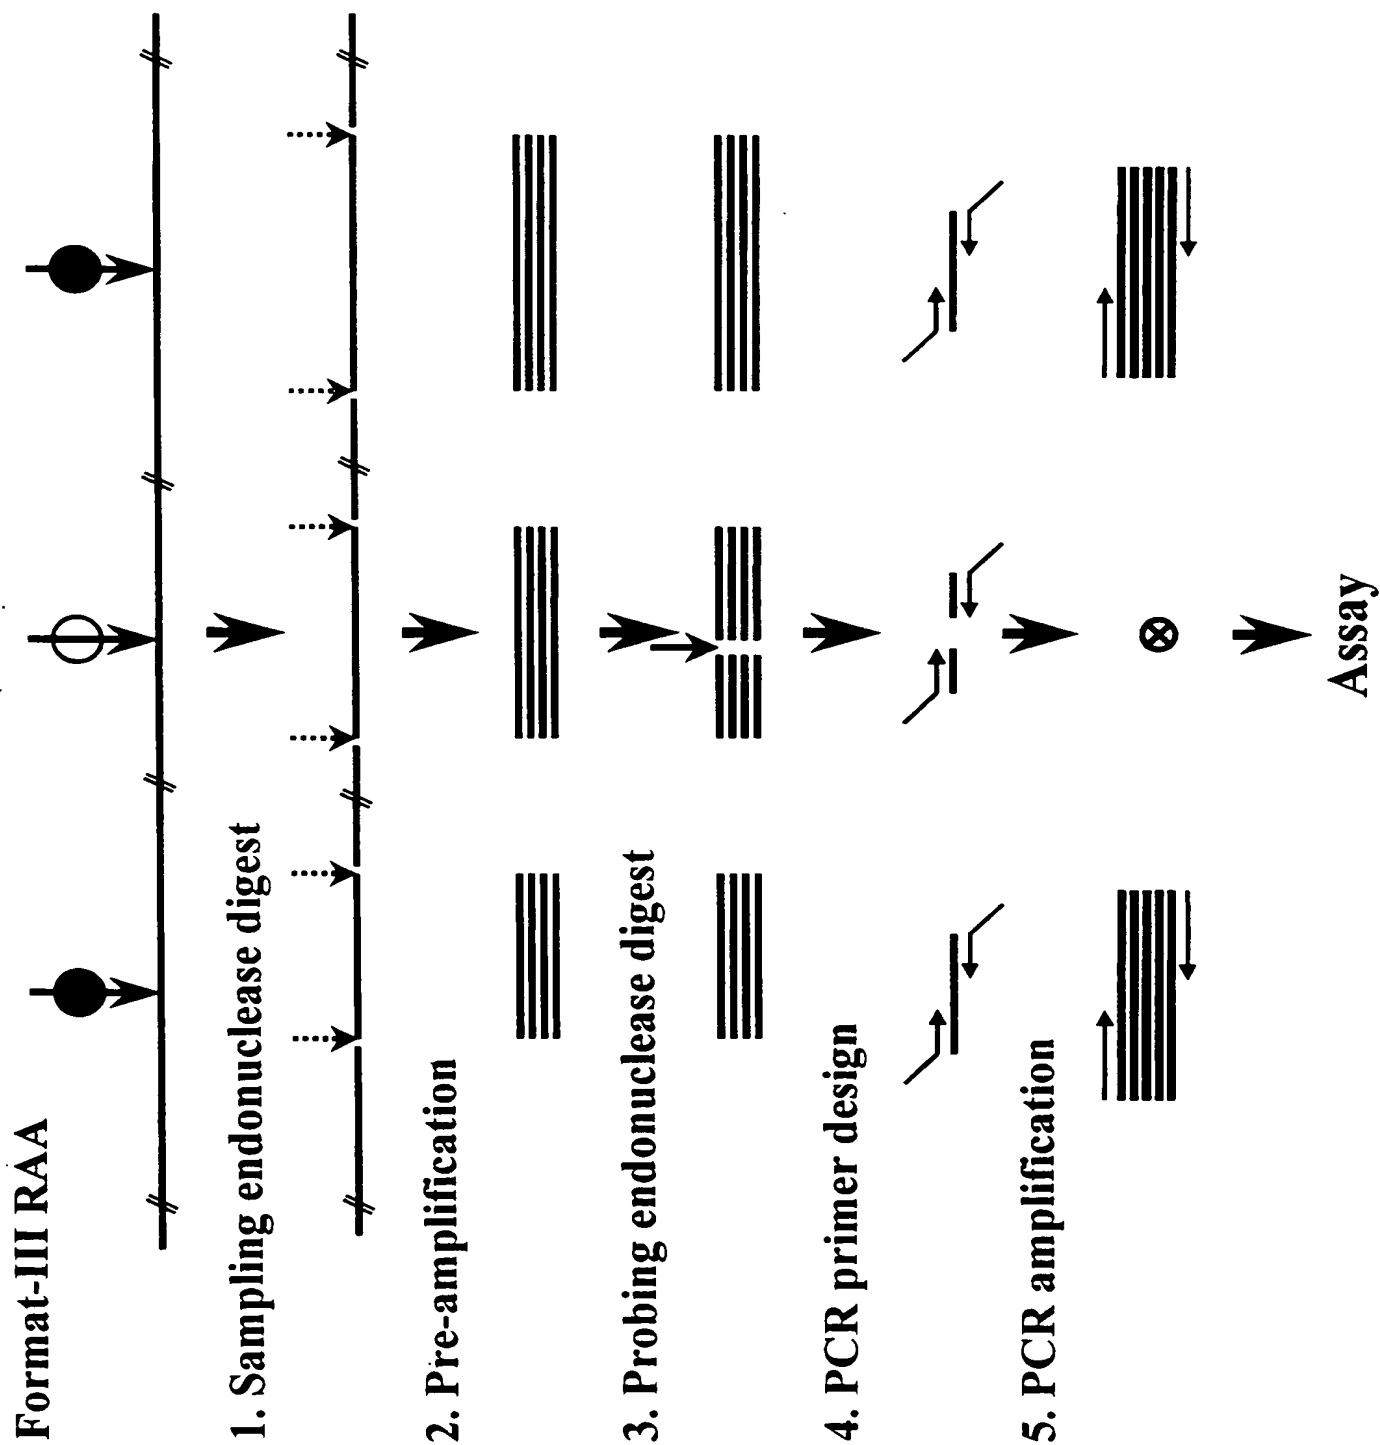 Format-III RAA
1. Sampling endonuclease digest
2. Pre-amplification
3. Probing endonuclease digest
4. PCR primer design
5. PCR amplification
Assay